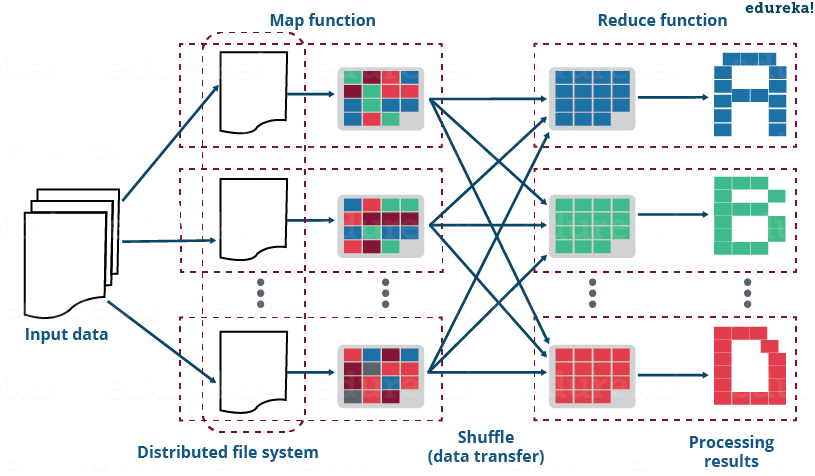 edureka!
Map function
Reduce function
Input data
Distributed file system
Shuffle
(data transfer)
Processing
results
A
B
D